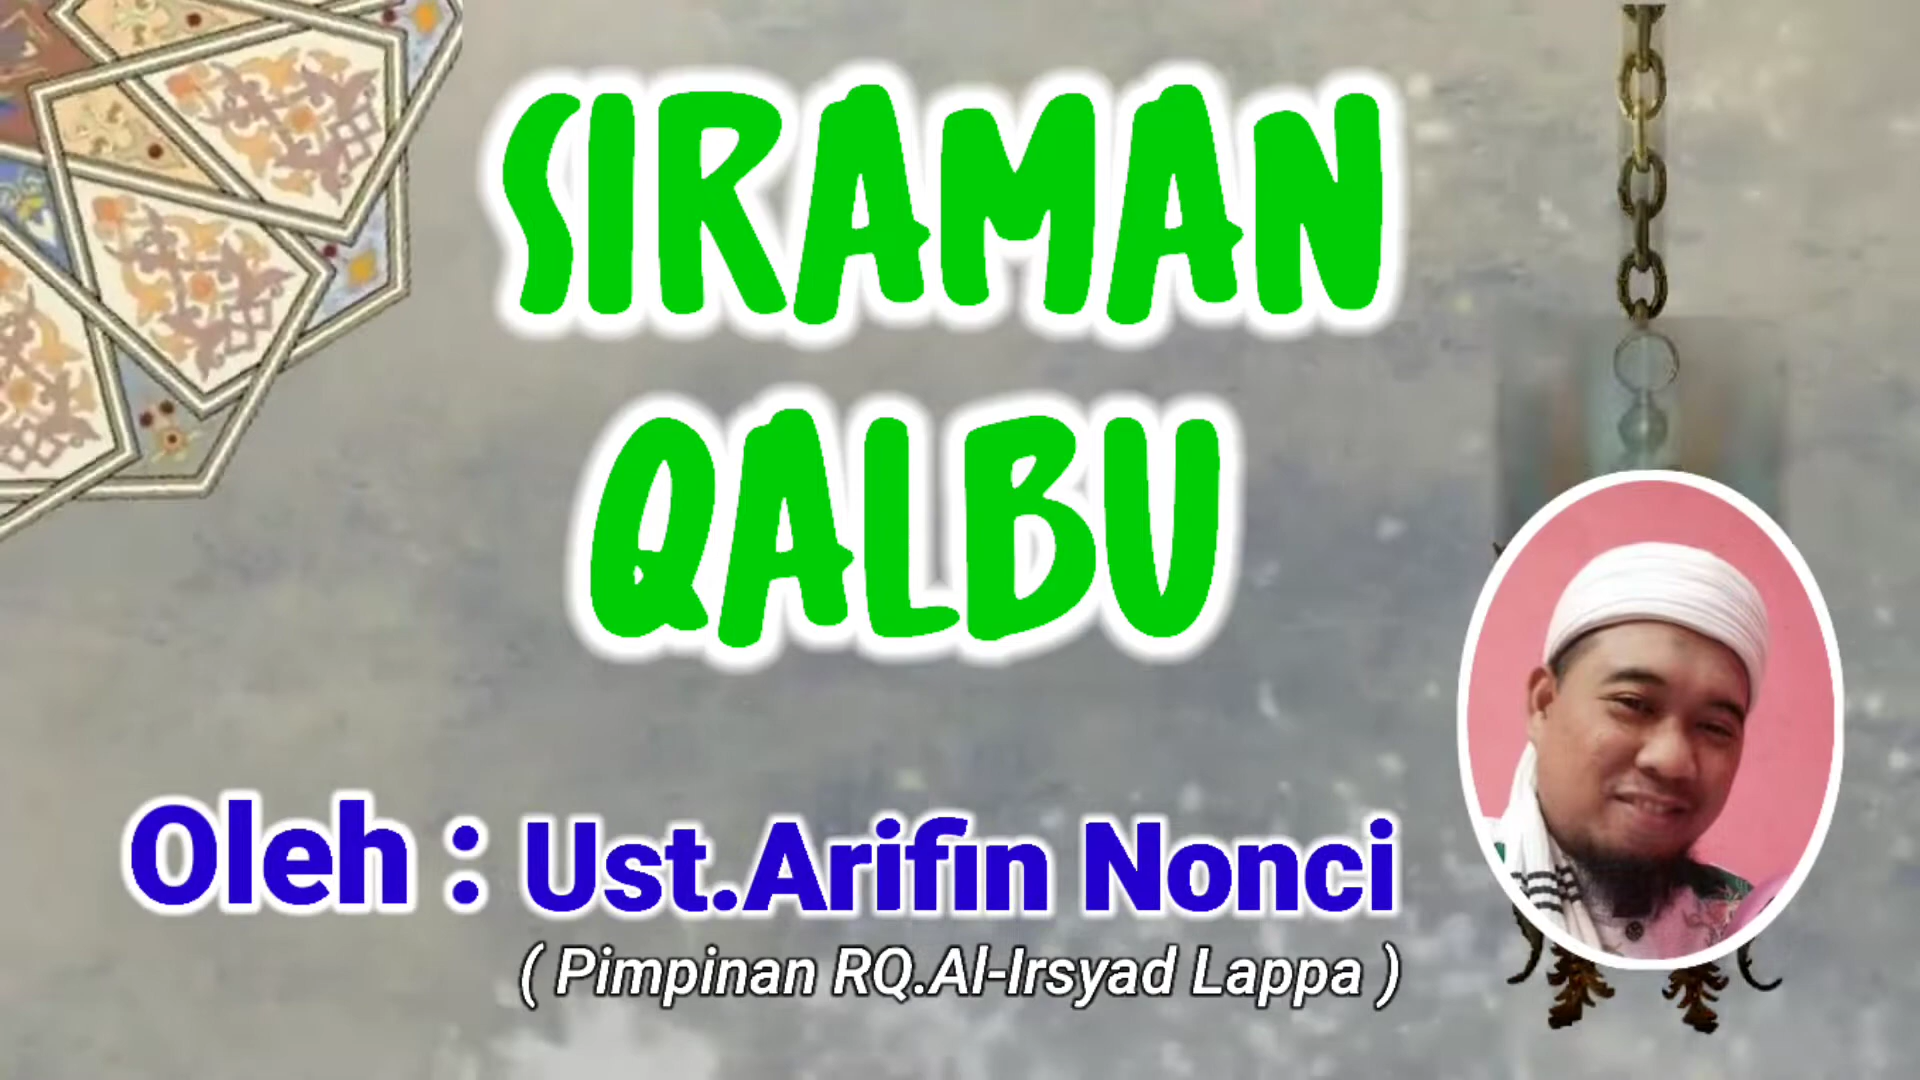 SIRAMAN
QALBU
Oleh : Ust.Arifin Nonci
( Pimpinan RQ.Al-Irsyad Lappa )